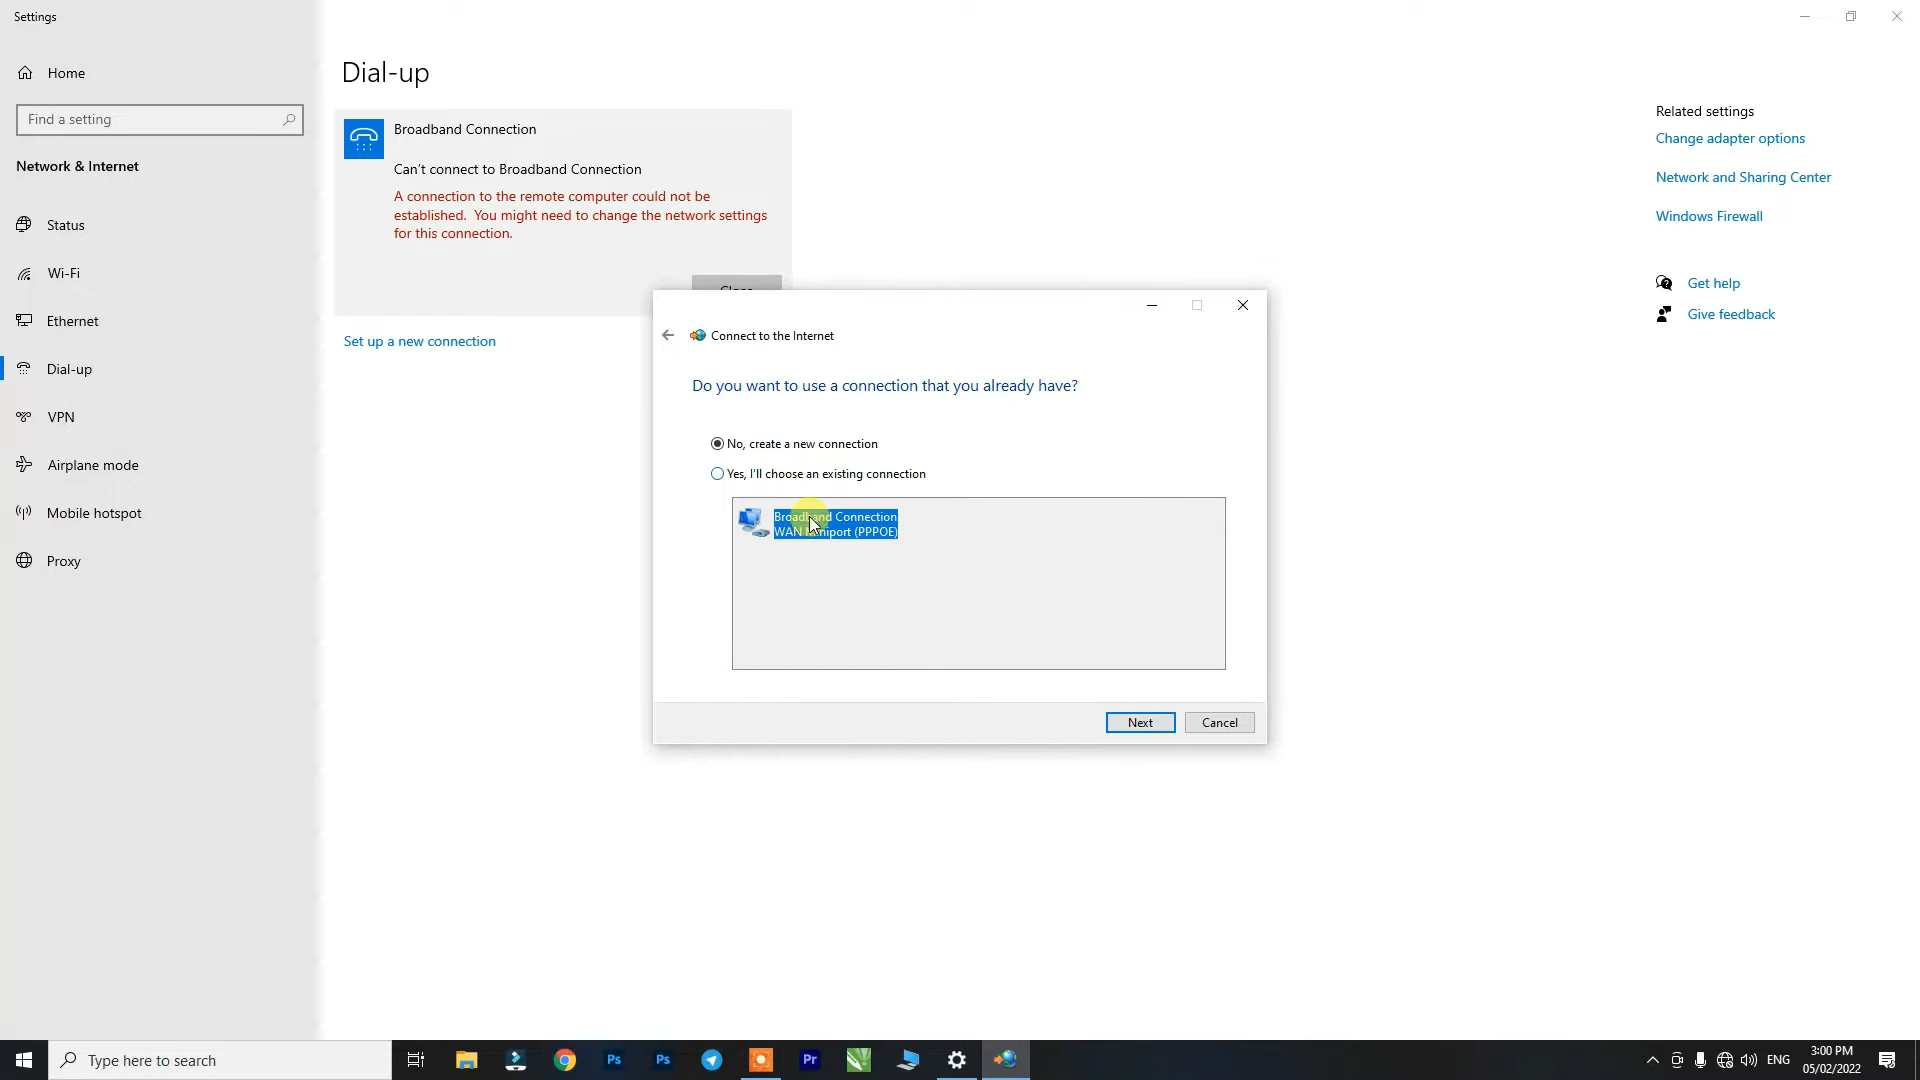 Settings
Home
Find a setting
Network & Internet
Status
Wi-Fi
Ethernet
Dial-up
VPN
Airplane mode
Mobile hotspot
Proxy
Dial-up
Broadband Connection
Can't connect to Broadband Connection
A connection to the remote computer could not be
established.  You might need to change the network settings
for this connection.
Close
Set up a new connection
Related settings
Change adapter options
Network and Sharing Center
Windows Firewall
Get help
Give feedback
Connect to the Internet
Do you want to use a connection that you already have?
No, create a new connection
Yes, I'll choose an existing connection
Broadband Connection
WAN Miniport (PPPOE)
Next
Cancel
Type here to search
Ps
Ps
Pr
ENG
3:00 PM
05/02/2022